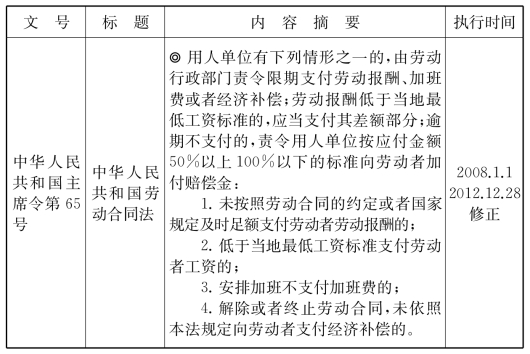 文 号 标 题 内 容 摘 要 执行时间
中华人民
共和国主
席令第 65
号
中华人民
共和国劳
动合同法
◎ 用人单位有下列情形之一的,由劳动
行政部门责令限期支付劳动报酬、加班
费或者经济补偿;劳动报酬低于当地最
低工资标准的,应当支付其差额部分;逾
期不支付的,责令用人单位按应付金额
50%以上 100%以下的标准向劳动者加
付赔偿金:
1. 未按照劳动合同的约定或者国家
规定及时足额支付劳动者劳动报酬的;
2. 低于当地最低工资标准支付劳动
者工资的;
3. 安排加班不支付加班费的;
4. 解除或者终止劳动合同,未依照
本法规定向劳动者支付经济补偿的。
2008.1.1
2012.12.28
修正